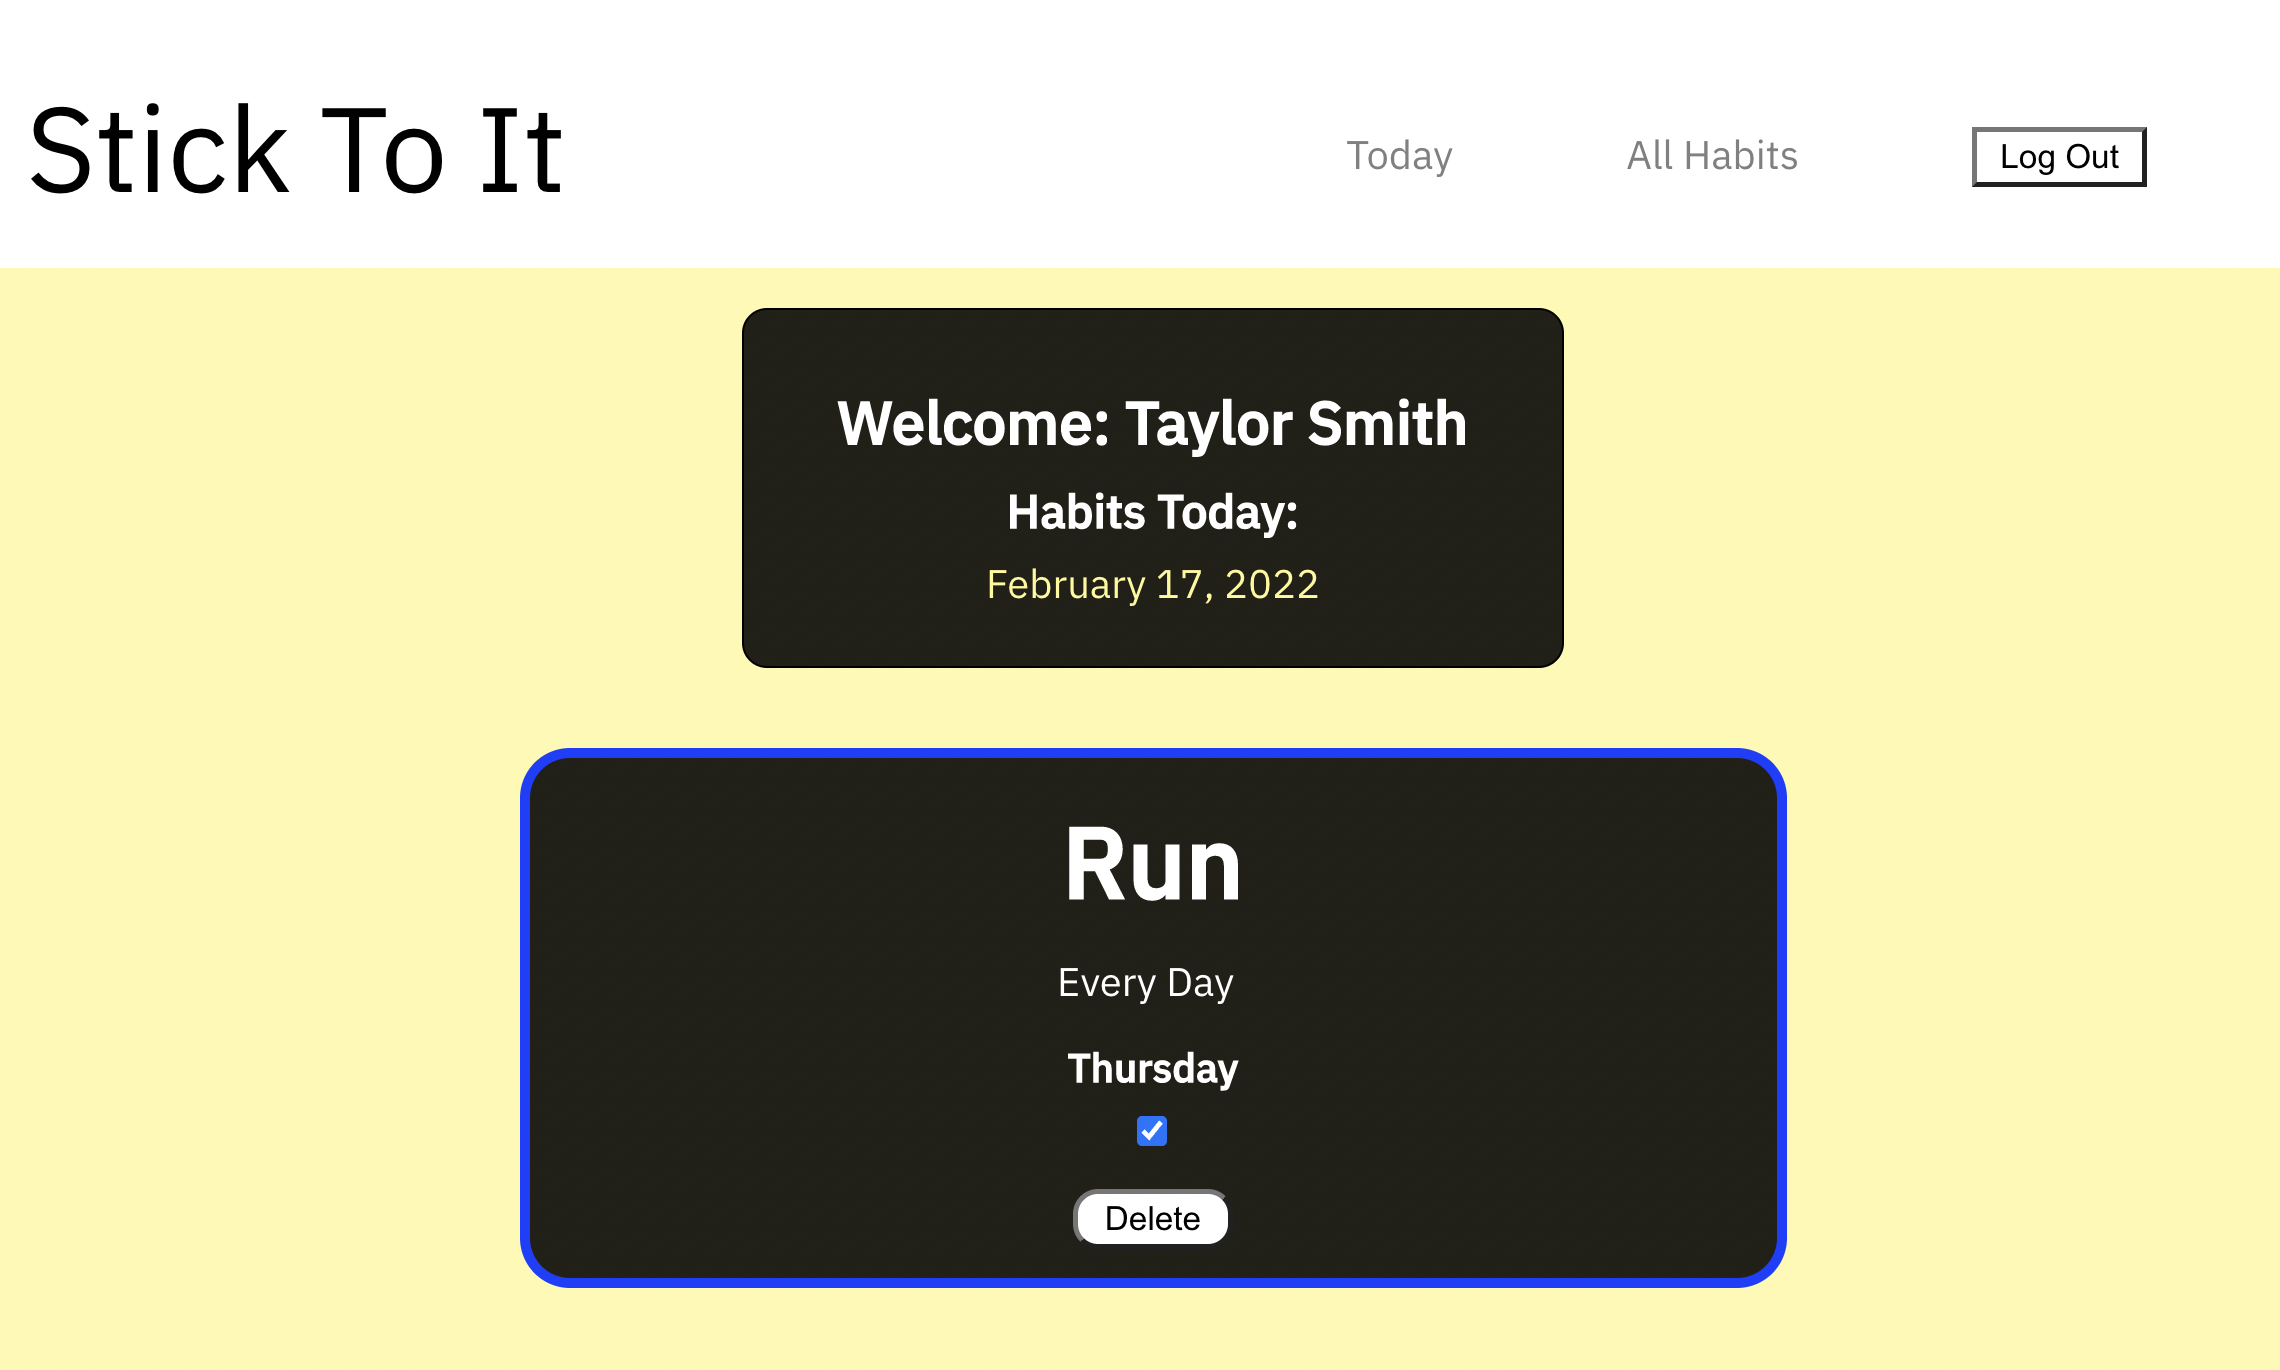 Stick To It
Today
All Habits
Log Out
Welcome: Taylor Smith
Habits Today:
February 17, 2022
Run
Every Day
Thursday
Delete